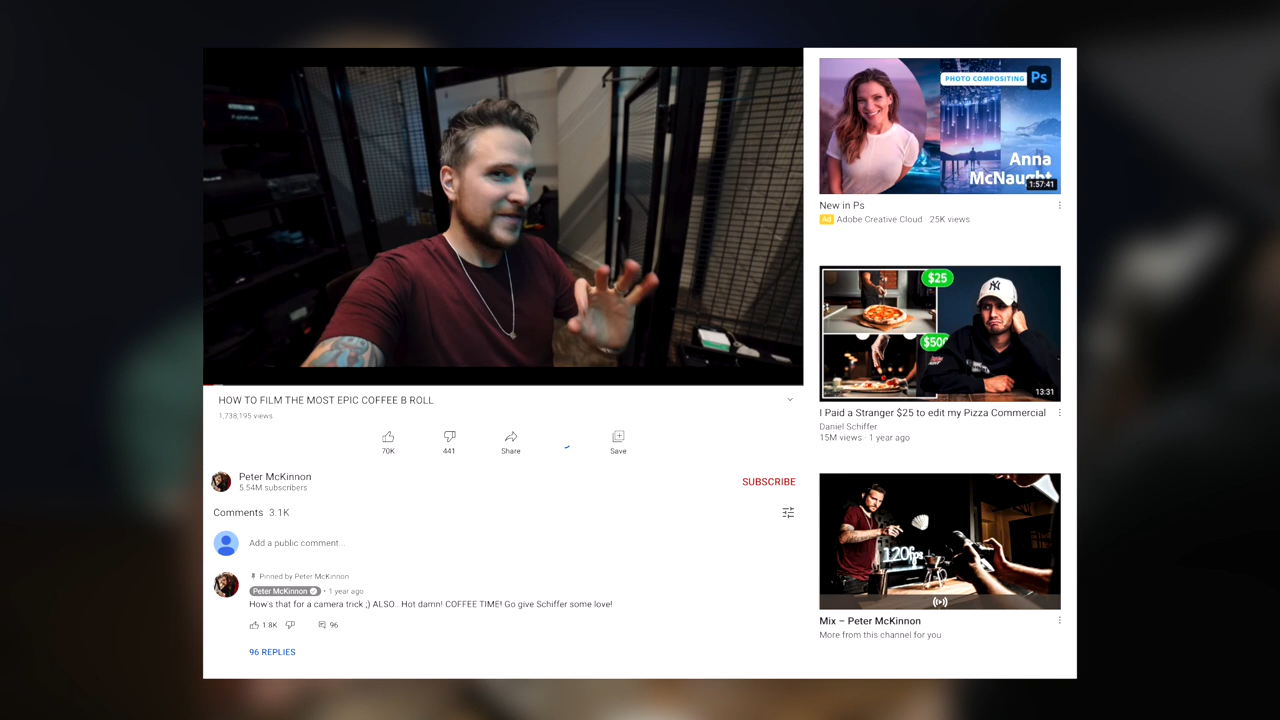 HOW TO FILM THE MOST EPIC COFFEE B ROLL
1,738,195 views
70K
441
Share
Save
Peter McKinnon
5.54M subscribers
SUBSCRIBE
Comments 3.1K
Add a public comment...
Pinned by Peter McKinnon
Peter McKinnon • 1 year ago
How's that for a camera trick ;) ALSO.. Hot damn! COFFEE TIME! Go give Schiffer some love!
1.8K
96
96 REPLIES
PHOTO COMPOSITING
Ps
Anna
McNaught
1:57:41
New in Ps
Ad Adobe Creative Cloud · 25K views
$25
$500
13:31
I Paid a Stranger $25 to edit my Pizza Commercial
Daniel Schiffer
15M views · 1 year ago
120fps
Mix – Peter McKinnon
More from this channel for you